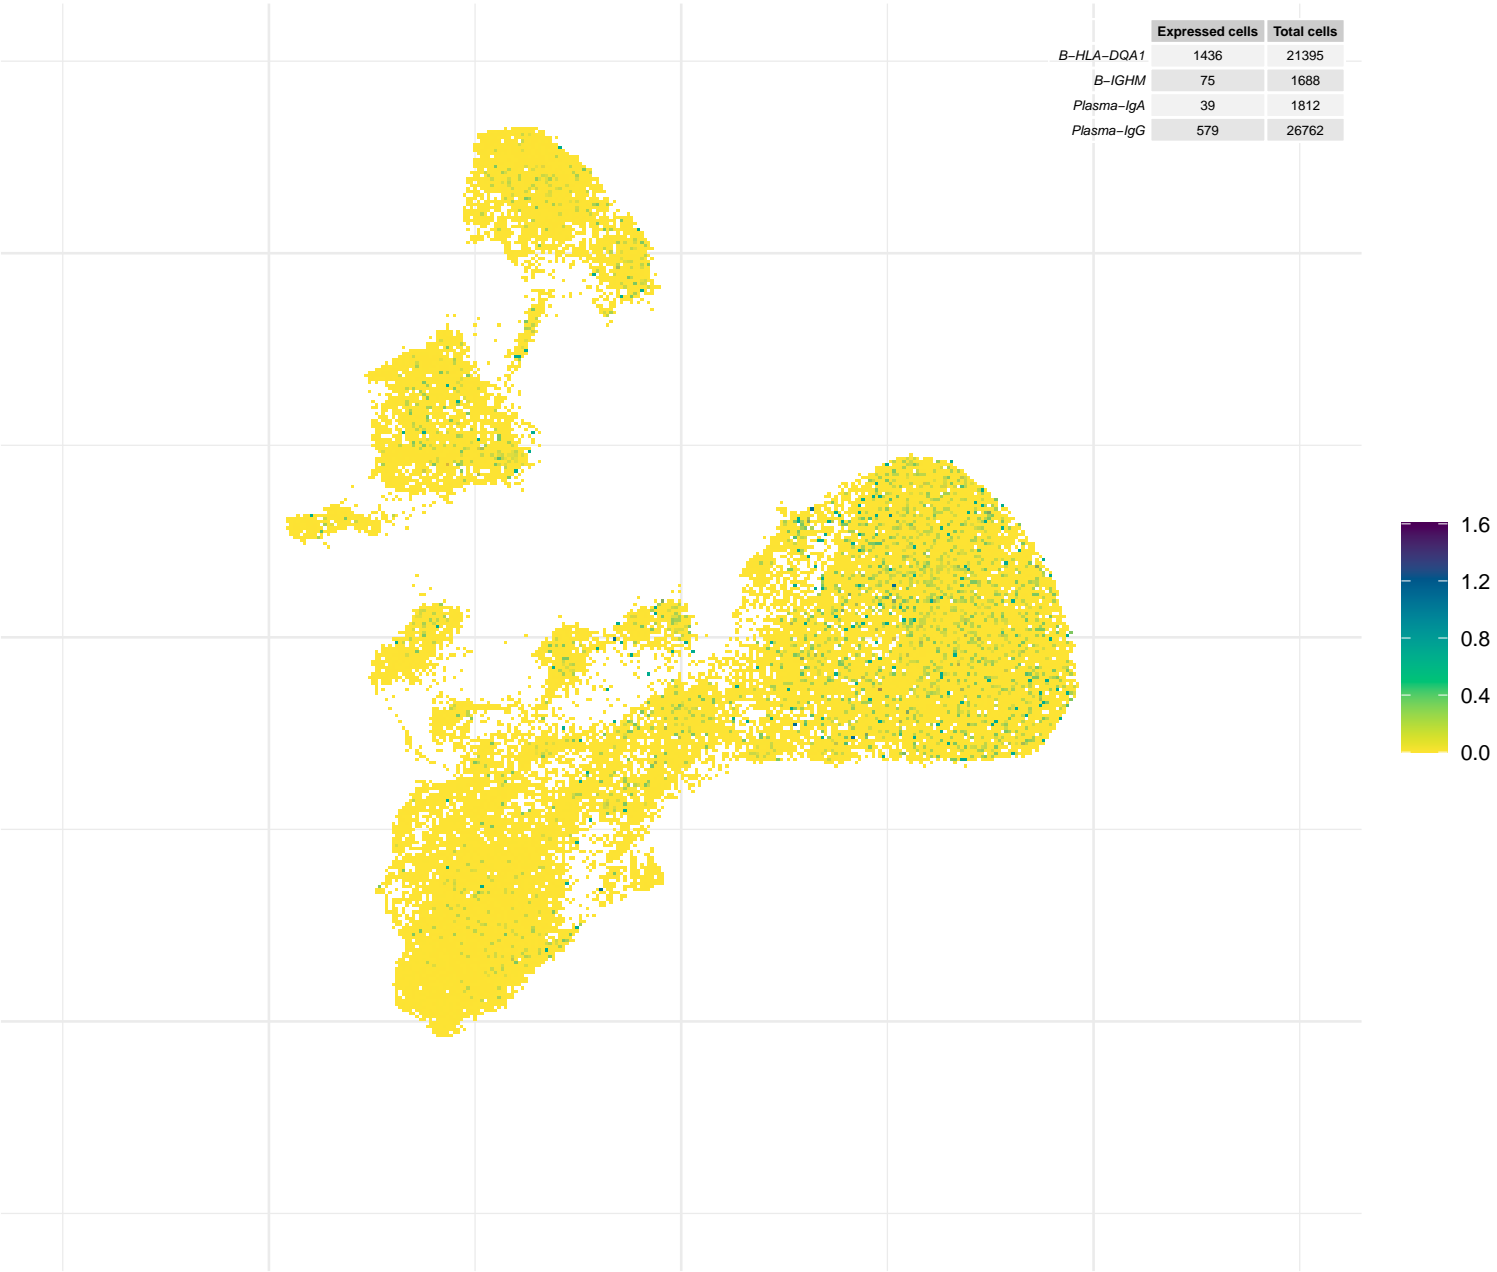 Expressed cells Total cells
B−HLA−DQA1 1436 21395
B−IGHM 75 1688
Plasma−IgA 39 1812
Plasma−IgG 579 26762
1.6
1.2
0.8
0.4
0.0